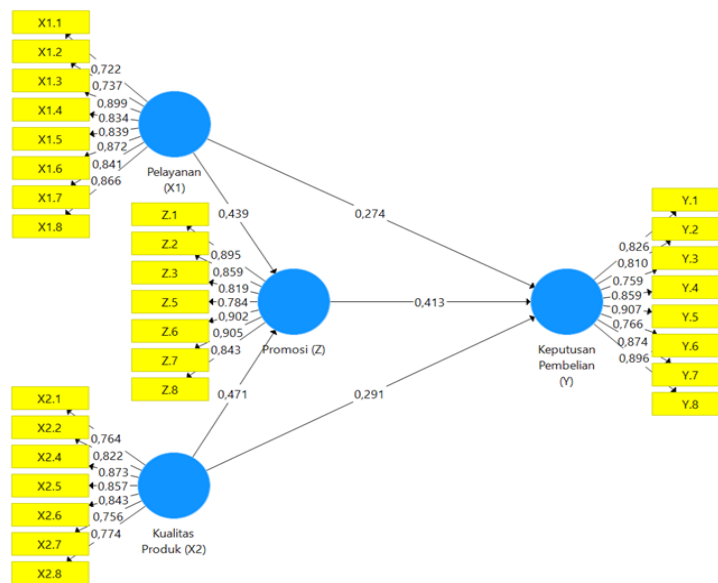 X1.1
X1.2
X1.3
X1.4
X1.5
X1.6
X1.7
X1.8
0,722
0,737
0.899
0.834
0.839
0,872
0,841
0,866
Pelayanan
(X1)
0,439
0,274
Z.1
Z.2
Z.3
Z.5
Z.6
Z.7
Z.8
0,895
0,859
0.819
0.784
0.902
0,905
0,843
Promosi (Z)
0,413
0,471
0,291
X2.1
X2.2
X2.4
X2.5
X2.6
X2.7
X2.8
0,764
0,822
0.873
0.857
0,843
0,756
0,774
Kualitas
Produk (X2)
Keputusan
Pembelian
(Y)
0,826
0,810
0,759
0.859
0.907
0,766
0,874
0,896
Y.1
Y.2
Y.3
Y.4
Y.5
Y.6
Y.7
Y.8